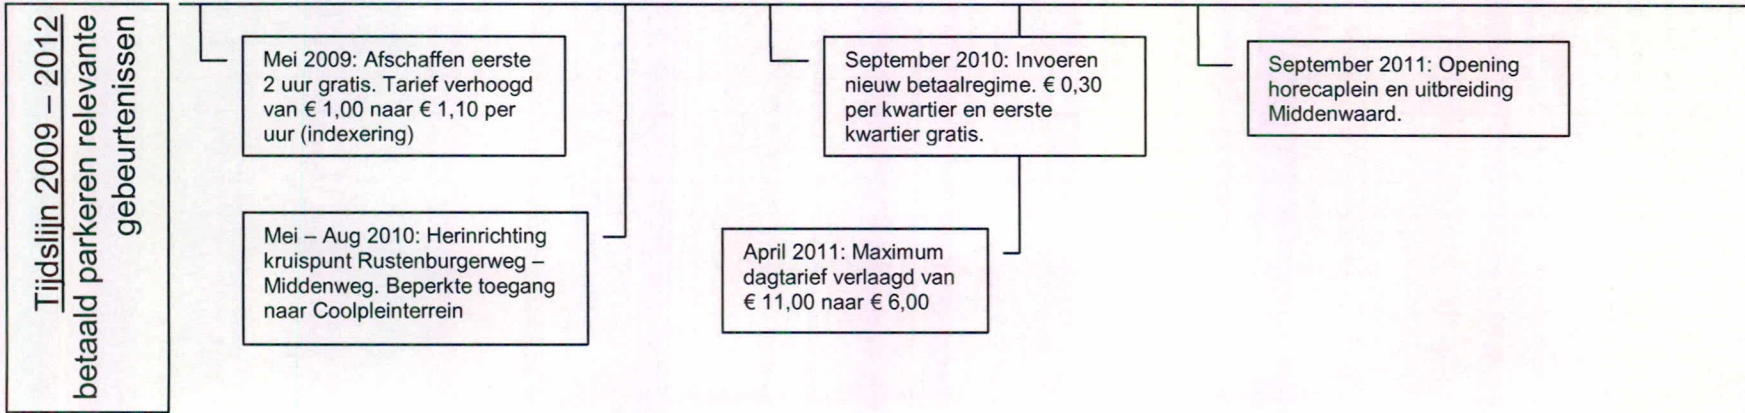 Tijdslijn 2009 – 2012
betaald parkeren relevante
gebeurtenissen
Mei 2009: Afschaffen eerste
2 uur gratis. Tarief verhoogd
van € 1,00 naar € 1,10 per
uur (indexering)
Mei – Aug 2010: Herinrichting
kruispunt Rustenburgerweg –
Middenweg. Beperkte toegang
naar Coolpleinterrein
September 2010: Invoeren
nieuw betaalregime. € 0,30
per kwartier en eerste
kwartier gratis.
April 2011: Maximum
dagtarief verlaagd van
€ 11,00 naar € 6,00
September 2011: Opening
horecaplein en uitbreiding
Middenwaard.